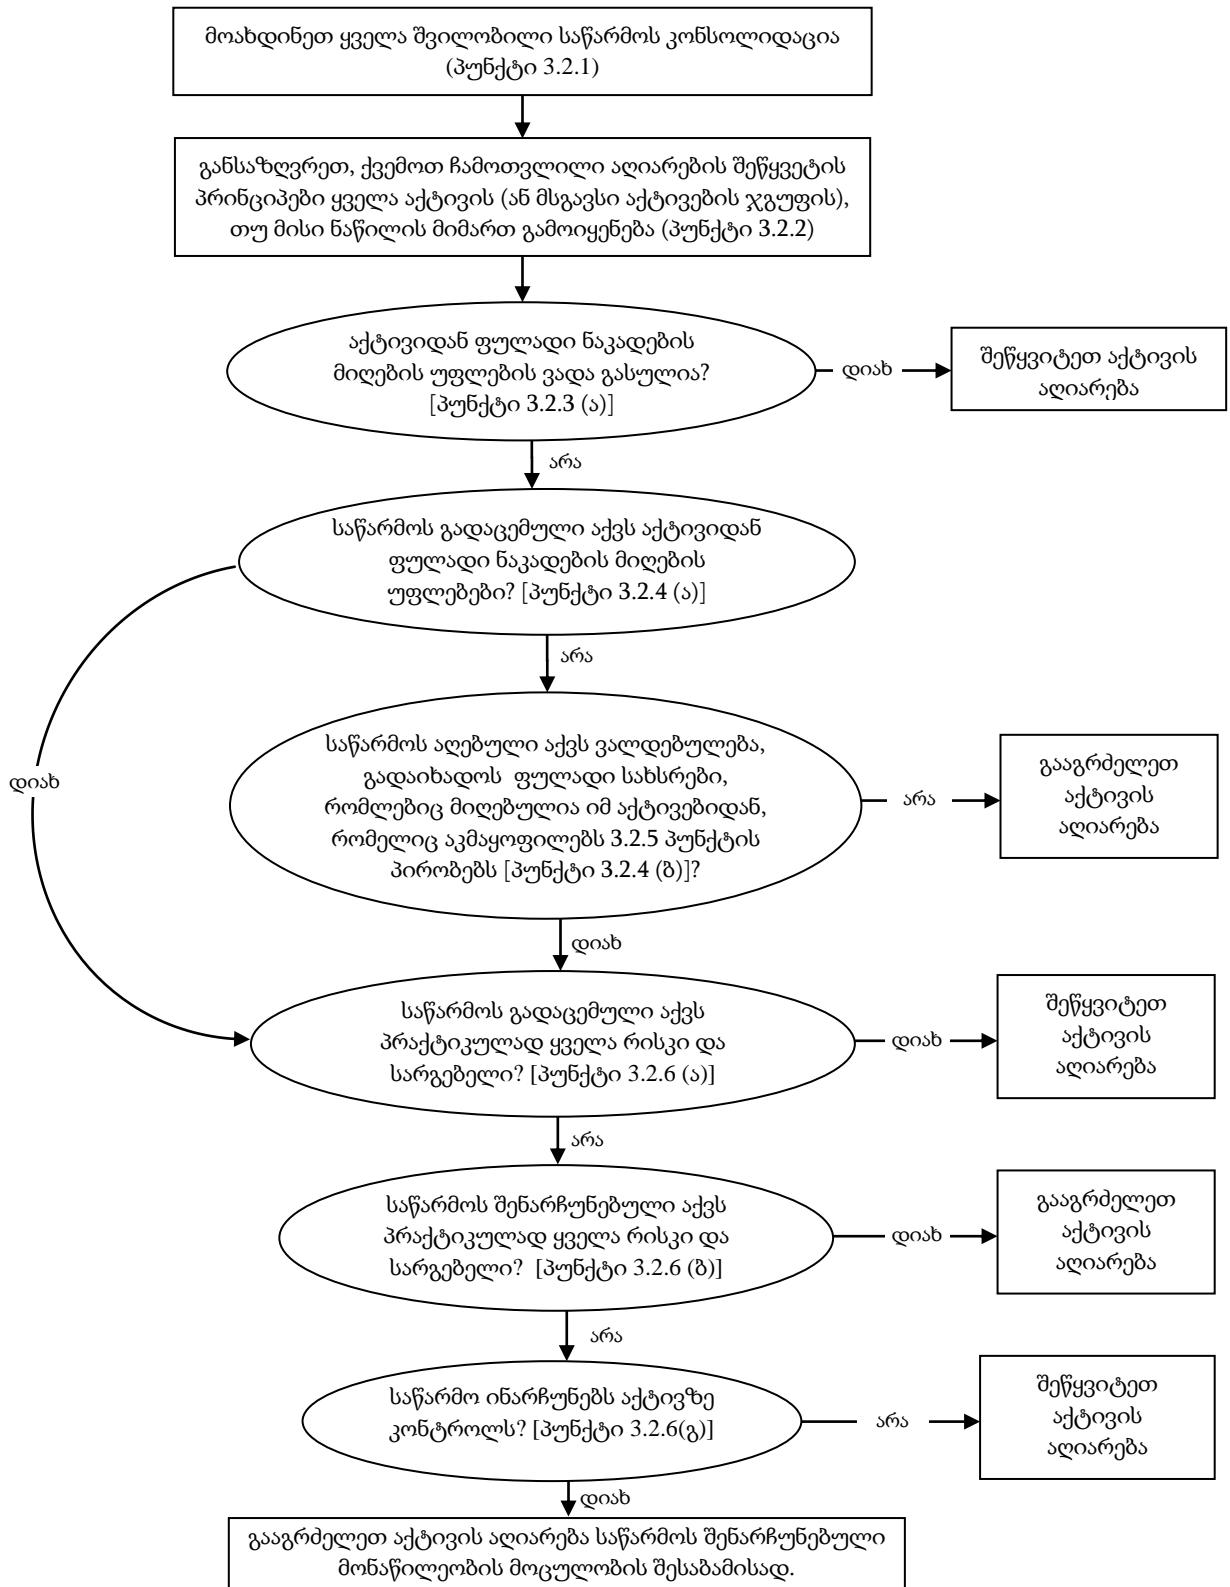 მოახდინეთ ყველა შვილობილი საწარმოს კონსოლიდაცია
(პუნქტი 3.2.1)
განსაზღვრეთ, ქვემოთ ჩამოთვლილი აღიარების შეწყვეტის
პრინციპები ყველა აქტივის (ან მსგავსი აქტივების ჯგუფის),
თუ მისი ნაწილის მიმართ გამოიყენება (პუნქტი 3.2.2)
აქტივიდან ფულადი ნაკადების
მიღების უფლების ვადა გასულია?
[პუნქტი 3.2.3 (ა)]
დიახ
შეწყვიტეთ აქტივის
აღიარება
არა
საწარმოს გადაცემული აქვს აქტივიდან
ფულადი ნაკადების მიღების
უფლებები? [პუნქტი 3.2.4 (ა)]
არა
დიახ
საწარმოს აღებული აქვს ვალდებულება,
გადაიხადოს ფულადი სახსრები,
რომლებიც მიღებულია იმ აქტივებიდან,
რომელიც აკმაყოფილებს 3.2.5 პუნქტის
პირობებს [პუნქტი 3.2.4 (ბ)]?
არა
გააგრძელეთ
აქტივის
აღიარება
დიახ
საწარმოს გადაცემული აქვს
პრაქტიკულად ყველა რისკი და
სარგებელი? [პუნქტი 3.2.6 (ა)]
დიახ
შეწყვიტეთ
აქტივის
აღიარება
არა
საწარმოს შენარჩუნებული აქვს
პრაქტიკულად ყველა რისკი და
სარგებელი? [პუნქტი 3.2.6 (ბ)]
დიახ
გააგრძელეთ
აქტივის
აღიარება
არა
საწარმო ინარჩუნებს აქტივზე
კონტროლს? [პუნქტი 3.2.6(გ)]
არა
შეწყვიტეთ
აქტივის
აღიარება
დიახ
გააგრძელეთ აქტივის აღიარება საწარმოს შენარჩუნებული
მონაწილეობის მოცულობის შესაბამისად.